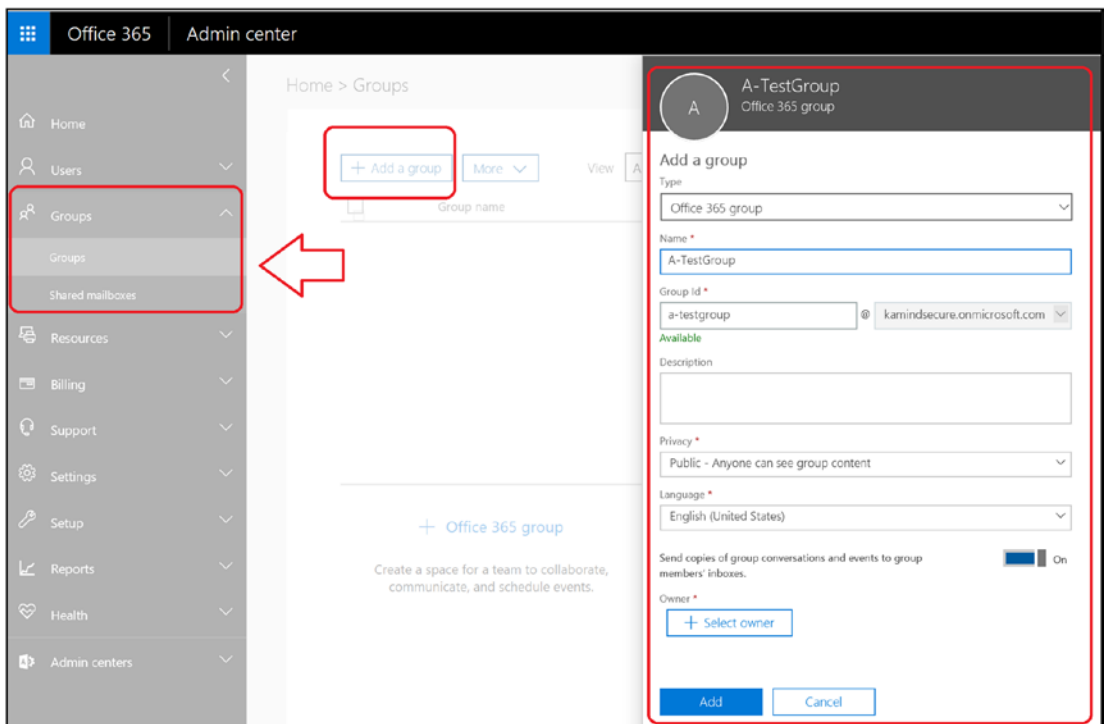 Office 365 Admin center
Home
Users
Groups
Groups
Shared mailboxes
Resources
Billing
Support
Settings
Setup
Reports
Health
Admin centers
Home > Groups
+ Add a group More View A
Group name
+ Office 365 group
Create a space for a team to collaborate,
communicate, and schedule events.
A
A-TestGroup
Office 365 group
Add a group
Type
Office 365 group
Name *
A-TestGroup
Group Id *
a-testgroup @ kamindsecure.onmicrosoft.com
Available
Description
Privacy *
Public - Anyone can see group content
Language *
English (United States)
Send copies of group conversations and events to group On
members' inboxes.
Owner *
+ Select owner
Add Cancel